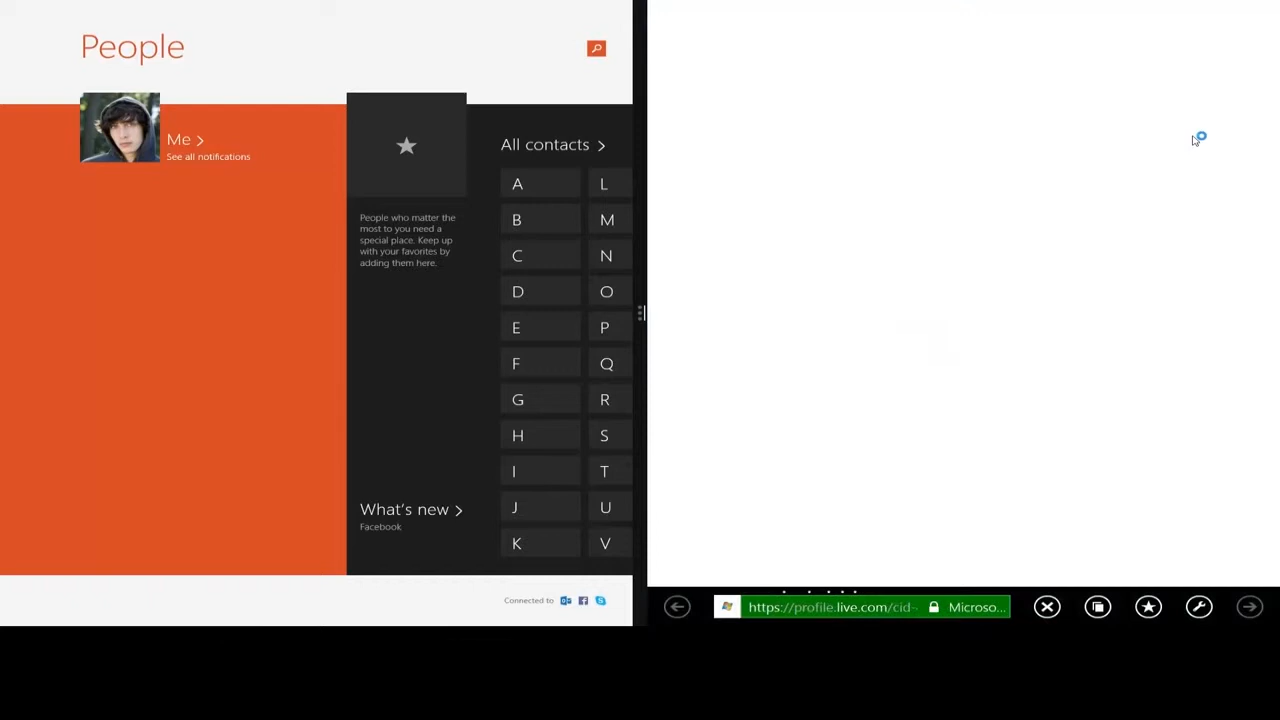 People
Me
See all notifications
People who matter the
most to you need a
special place. Keep up
with your favorites by
adding them here.
What's new
Facebook
All contacts
A
B
C
D
E
F
G
H
I
J
K
L
M
N
O
P
Q
R
S
T
U
V
Connected to
https://profile.live.com/cid-
Microso...